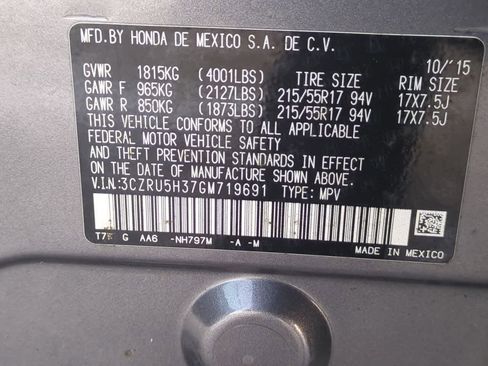 MFD.BY HONDA DE MEXICO S.A. DE C.V.
10/'15
GVWR 1815KG (4001LBS) TIRE SIZE RIM SIZE
GAWR F 965KG (2127LBS) 215/55R17 94V 17X7.5J
GAWR R 850KG (1873LBS) 215/55R17 94V 17X7.5J
THIS VEHICLE CONFORMS TO ALL APPLICABLE
FEDERAL MOTOR VEHICLE SAFETY
AND THEFT PREVENTION STANDARDS IN EFFECT
ON THE DATE OF MANUFACTURE SHOWN ABOVE.
V.I.N:3CZRU5H37GM719691 TYPE: MPV
G AA6 -NH797M -A -M
MADE IN MEXICO